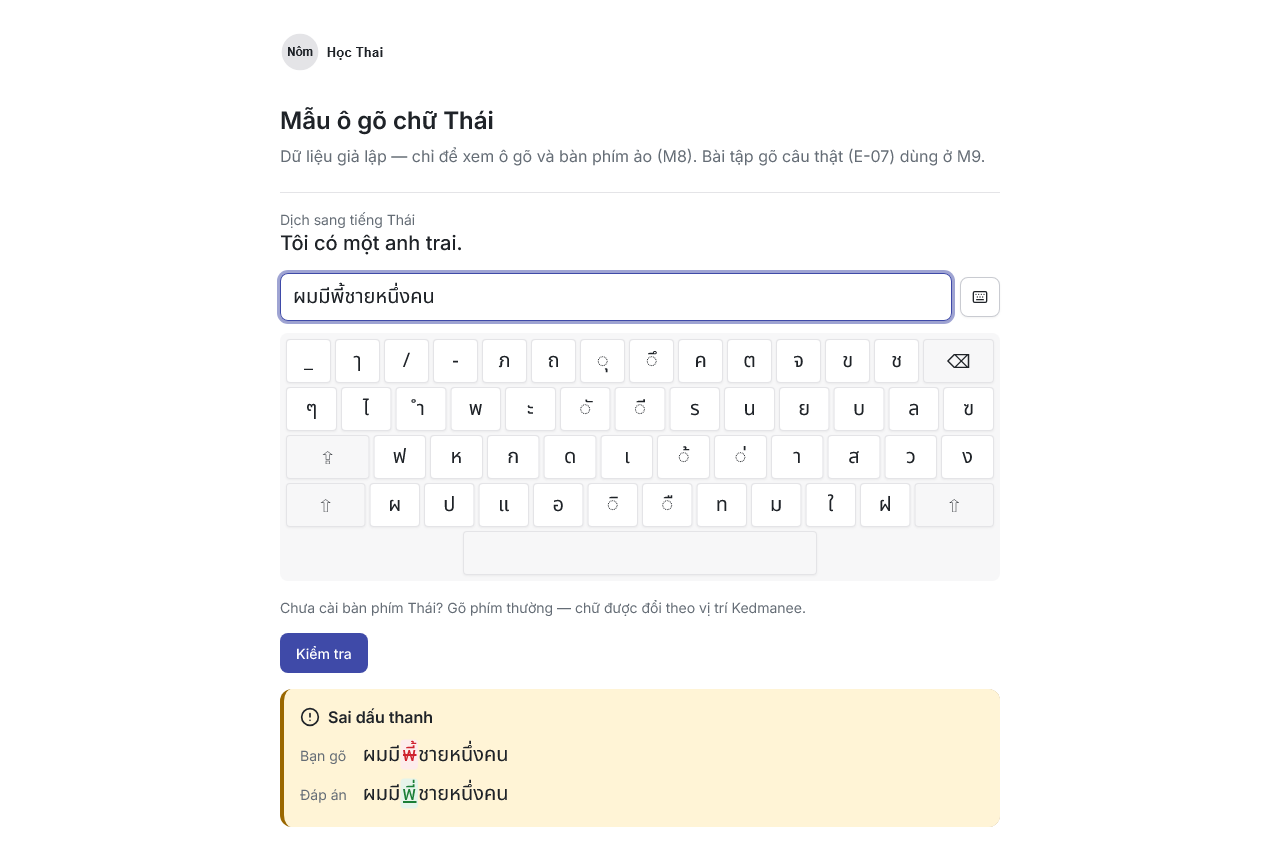 Nôm Học Thai
Mẫu ô gõ chữ Thái
Dữ liệu giả lập — chỉ để xem ô gõ và bàn phím ảo (M8). Bài tập gõ câu thật (E-07) dùng ở M9.
Dịch sang tiếng Thái
Tôi có một anh trai.
ผมมีพี้ชายหนึ่งคน
_ ๅ / - ภ ถ ◌ุ ◌ึ ค ต จ ข ช ⌫
ๆ ไ ำ พ ะ ◌ั ◌ี ร น ย บ ล ฃ
⇪ ฟ ห ก ด เ ◌้ ◌่ า ส ว ง
⇧ ผ ป แ อ ◌ิ ◌ื ท ม ใ ฝ ⇧
Chưa cài bàn phím Thái? Gõ phím thường — chữ được đổi theo vị trí Kedmanee.
Kiểm tra
Sai dấu thanh
Bạn gõ ผมมีพี้ชายหนึ่งคน
Đáp án ผมมีพี่ชายหนึ่งคน